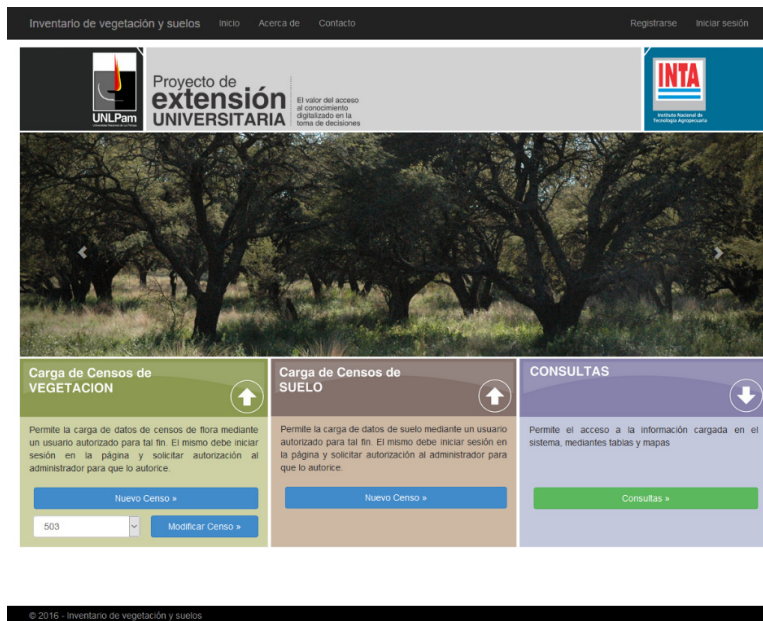 Inventario de vegetación y suelos Inicio Acerca de Contacto Registrarse Iniciar sesión
UNLPam
Proyecto de
extensión
UNIVERSITARIA
El valor del acceso
al conocimiento
digitalizado en la
toma de decisiones
INTA
Instituto Nacional de
Tecnología Agropecuaria
Carga de Censos de
VEGETACION
Permite la carga de datos de censos de flora mediante
un usuario autorizado para tal fin. El mismo debe iniciar
sesión en la página y solicitar autorización al
administrador para que lo autorice.
Nuevo Censo »
503
Modificar Censo »
Carga de Censos de
SUELO
Permite la carga de datos de suelo mediante un usuario
autorizado para tal fin. El mismo debe iniciar sesión en
la página y solicitar autorización al administrador para
que lo autorice.
Nuevo Censo »
CONSULTAS
Permite el acceso a la información cargada en el
sistema, mediantes tablas y mapas
Consultas »
© 2016 - Inventario de vegetación y suelos